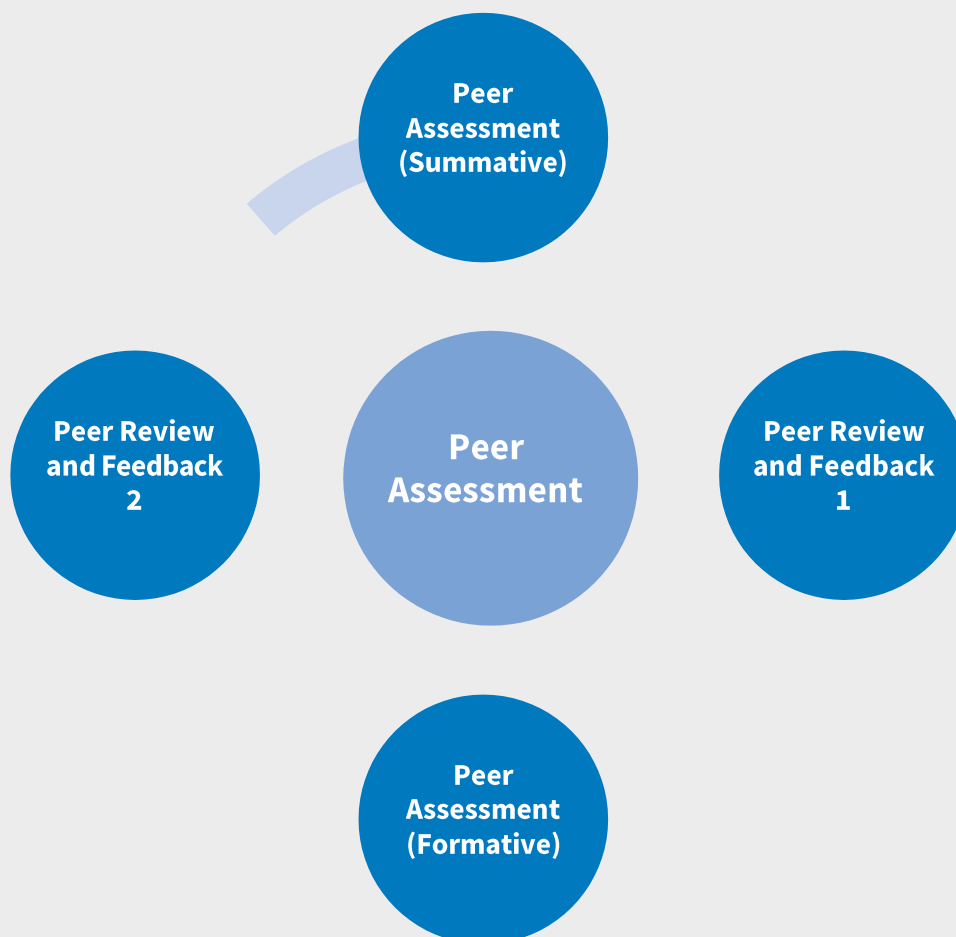 Peer
Assessment
(Summative)
Peer Review
and Feedback
2
Peer
Assessment
Peer Review
and Feedback
1
Peer
Assessment
(Formative)